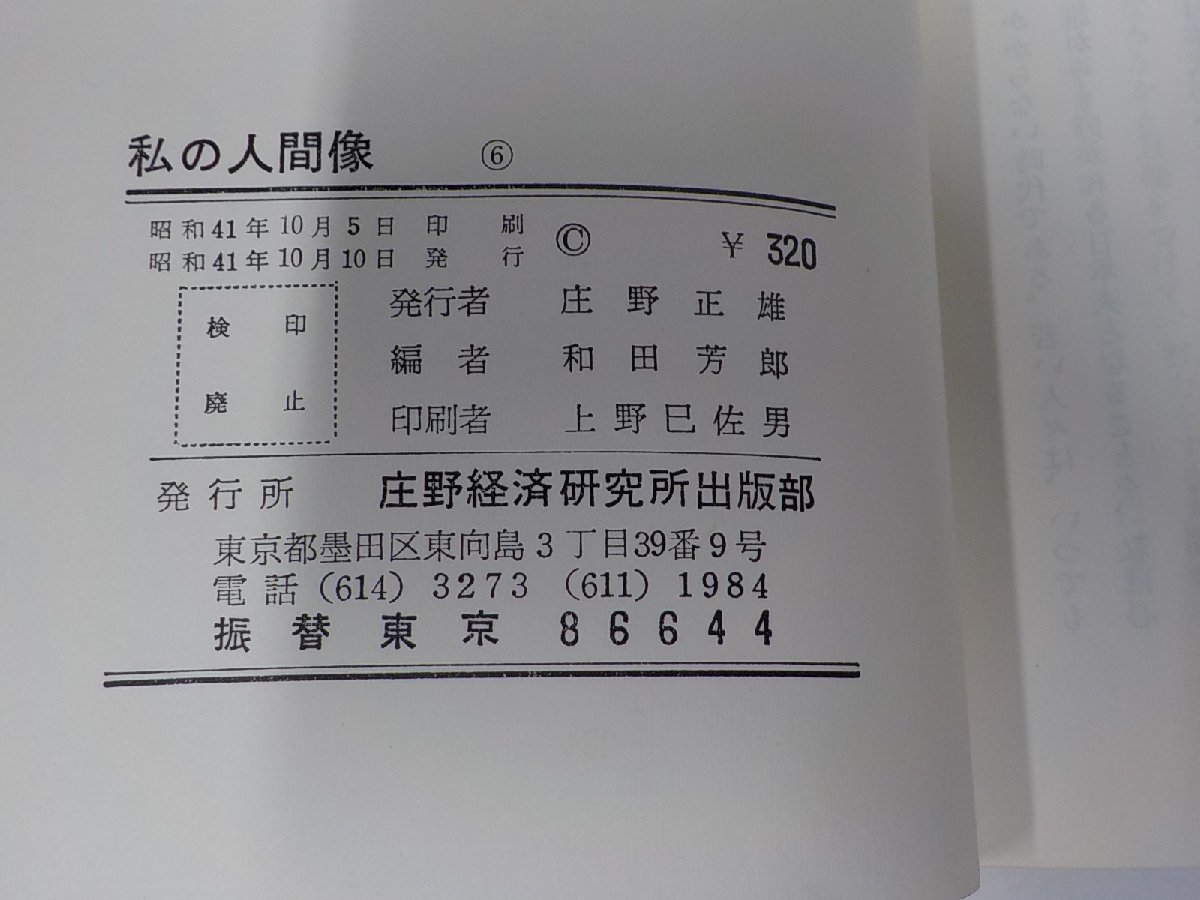 私の人間像 ⑥
昭和41年10月5日 印刷
昭和41年10月10日 発行
© ¥320
検印
廃止
発行者 庄野正雄
編者 和田芳郎
印刷者 上野巳佐男
発行所 庄野経済研究所出版部
東京都墨田区東向島3丁目39番9号
電話(614)3273 (611)1984
振替東京 86644